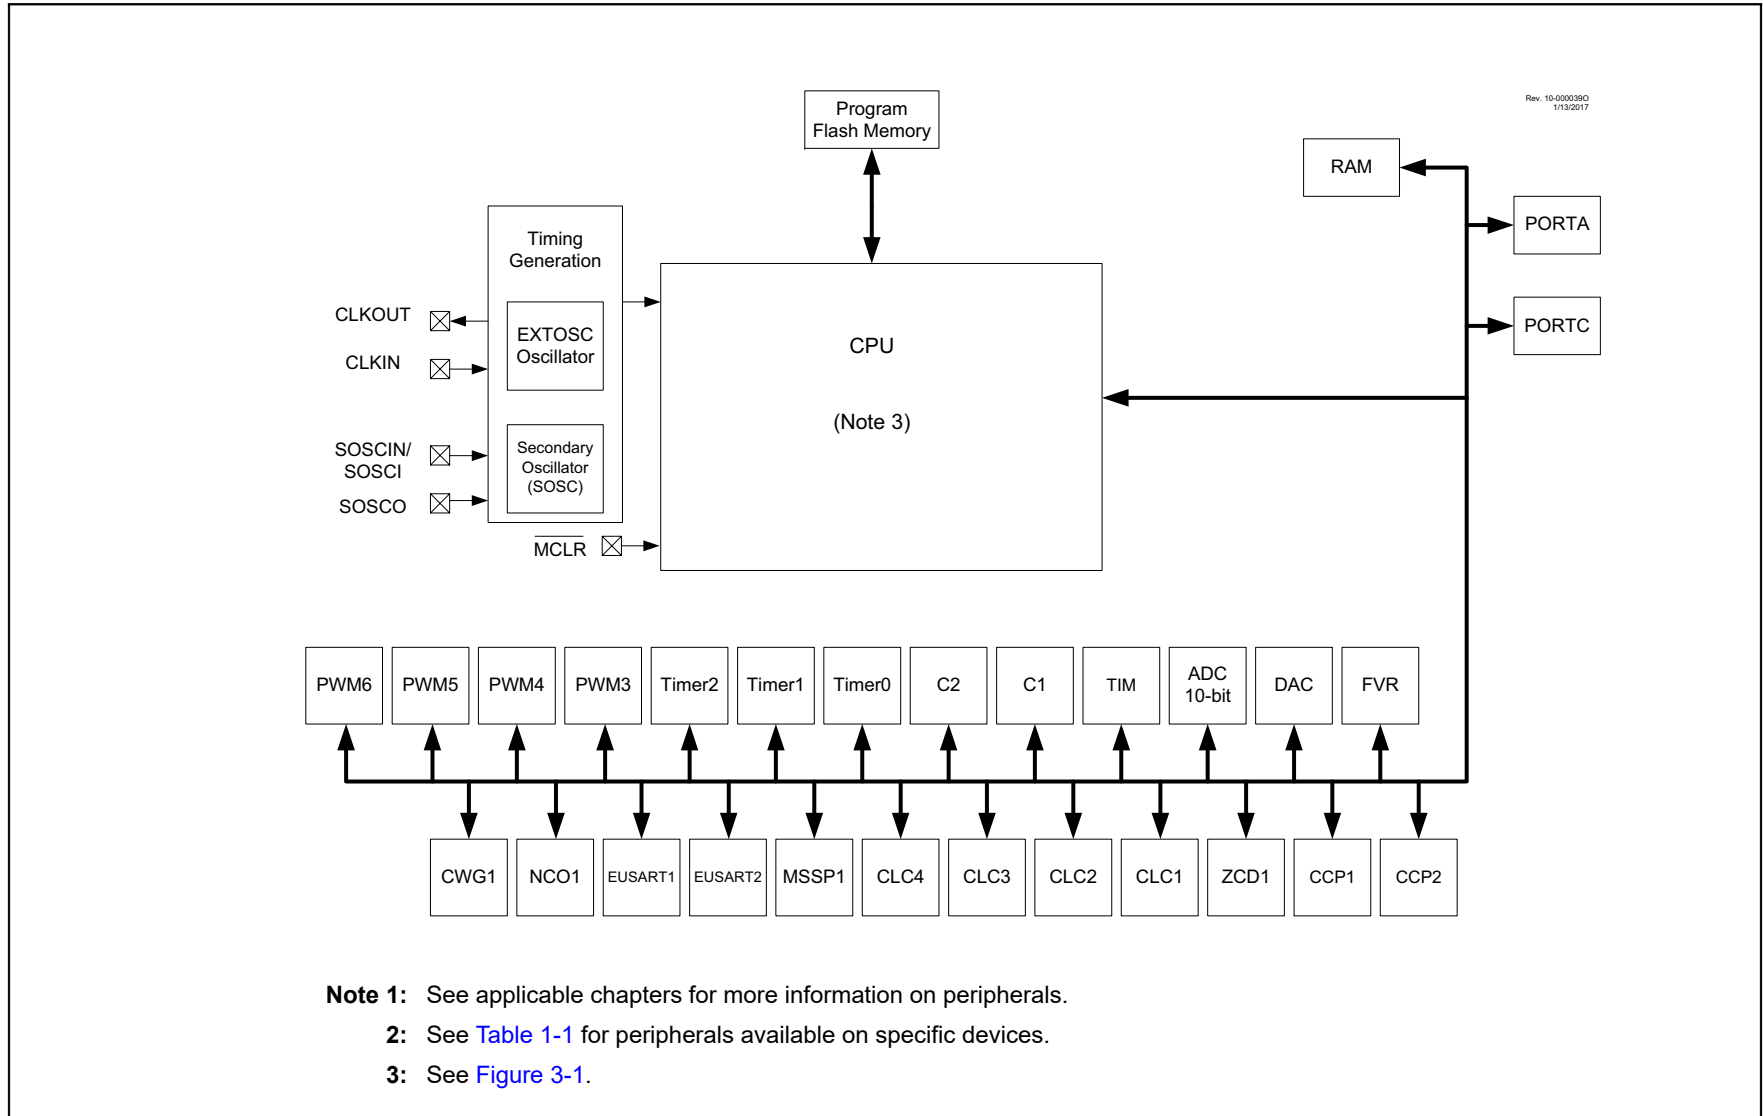 Program
Flash Memory
Rev. 10-000039O
1/13/2017
RAM
PORTA
PORTC
Timing
Generation
CLKOUT
CLKIN
EXTOSC
Oscillator
SOSCIN/
SOSCI
SOSCO
Secondary
Oscillator
(SOSC)
MCLR
CPU
(Note 3)
PWM6 PWM5 PWM4 PWM3 Timer2 Timer1 Timer0 C2 C1 TIM ADC 10-bit DAC FVR
CWG1 NCO1 EUSART1 EUSART2 MSSP1 CLC4 CLC3 CLC2 CLC1 ZCD1 CCP1 CCP2
Note 1: See applicable chapters for more information on peripherals.
2: See Table 1-1 for peripherals available on specific devices.
3: See Figure 3-1.